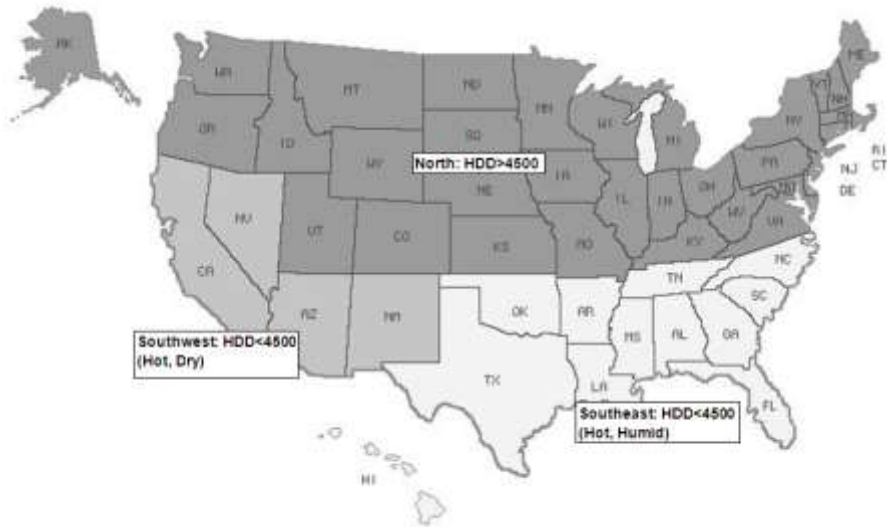 AK
WA
MT
ND
MN
ME
VT
NH
OR
ID
SD
WI
MI
NY
WY
North: HDD>4500
IA
PA
RI
CT
NJ
NE
IL
IN
OH
DE
NV
UT
CO
KS
MO
WV
VA
KY
CA
NC
TN
AZ
NM
OK
AR
SC
Southwest: HDD<4500
(Hot, Dry)
MS
AL
GA
TX
LA
Southeast: HDD<4500
(Hot, Humid)
FL
HI